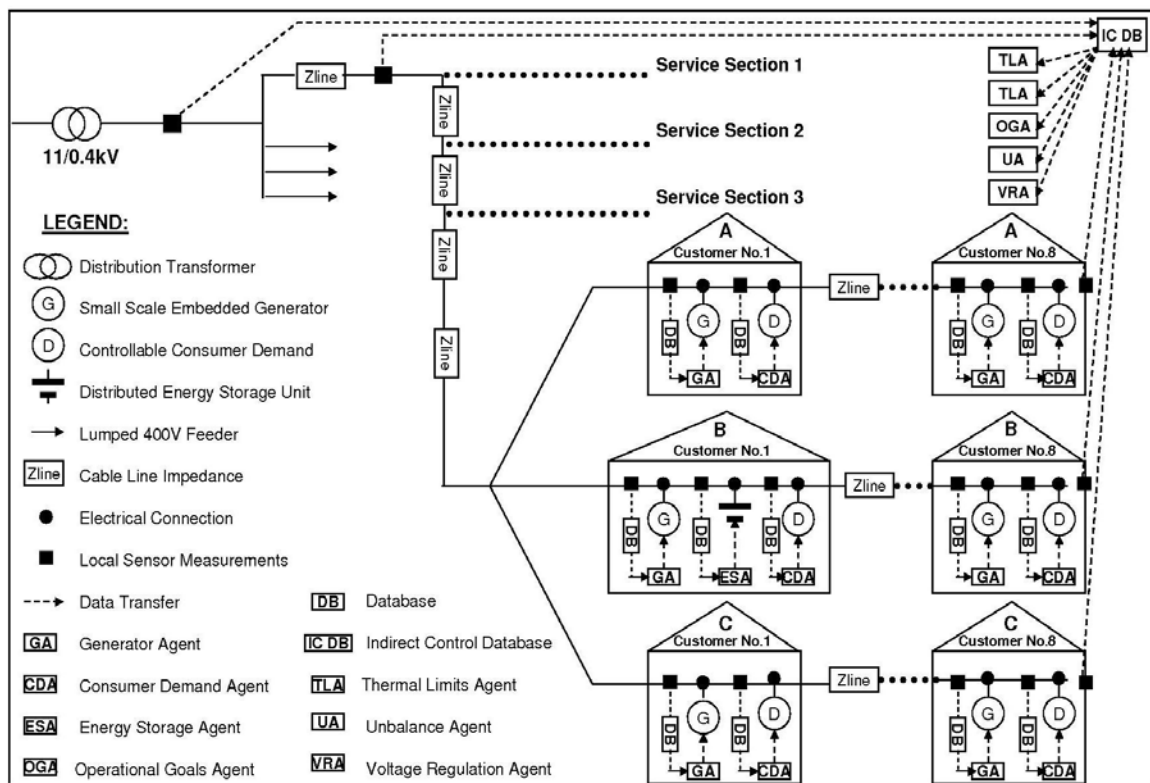 IC DB
Zline
Service Section 1
TLA
TLA
Zline
11/0.4kV
Service Section 2
OGA
Zline
UA
Service Section 3
VRA
LEGEND:
Distribution Transformer
G
Small Scale Embedded Generator
D
Controllable Consumer Demand
Distributed Energy Storage Unit
Lumped 400V Feeder
Zline
Cable Line Impedance
Electrical Connection
Local Sensor Measurements
Data Transfer
GA
Generator Agent
CDA
Consumer Demand Agent
ESA
Energy Storage Agent
OGA
Operational Goals Agent
DB
Database
IC DB
Indirect Control Database
TLA
Thermal Limits Agent
UA
Unbalance Agent
VRA
Voltage Regulation Agent
Zline
Zline
A
Customer No.1
G
D
DB
DB
GA
CDA
Zline
A
Customer No.8
G
D
DB
DB
GA
CDA
B
Customer No.1
G
D
DB
DB
DB
GA
ESA
CDA
Zline
B
Customer No.8
G
D
DB
DB
GA
CDA
C
Customer No.1
G
D
DB
DB
GA
CDA
Zline
C
Customer No.8
G
D
DB
DB
GA
CDA